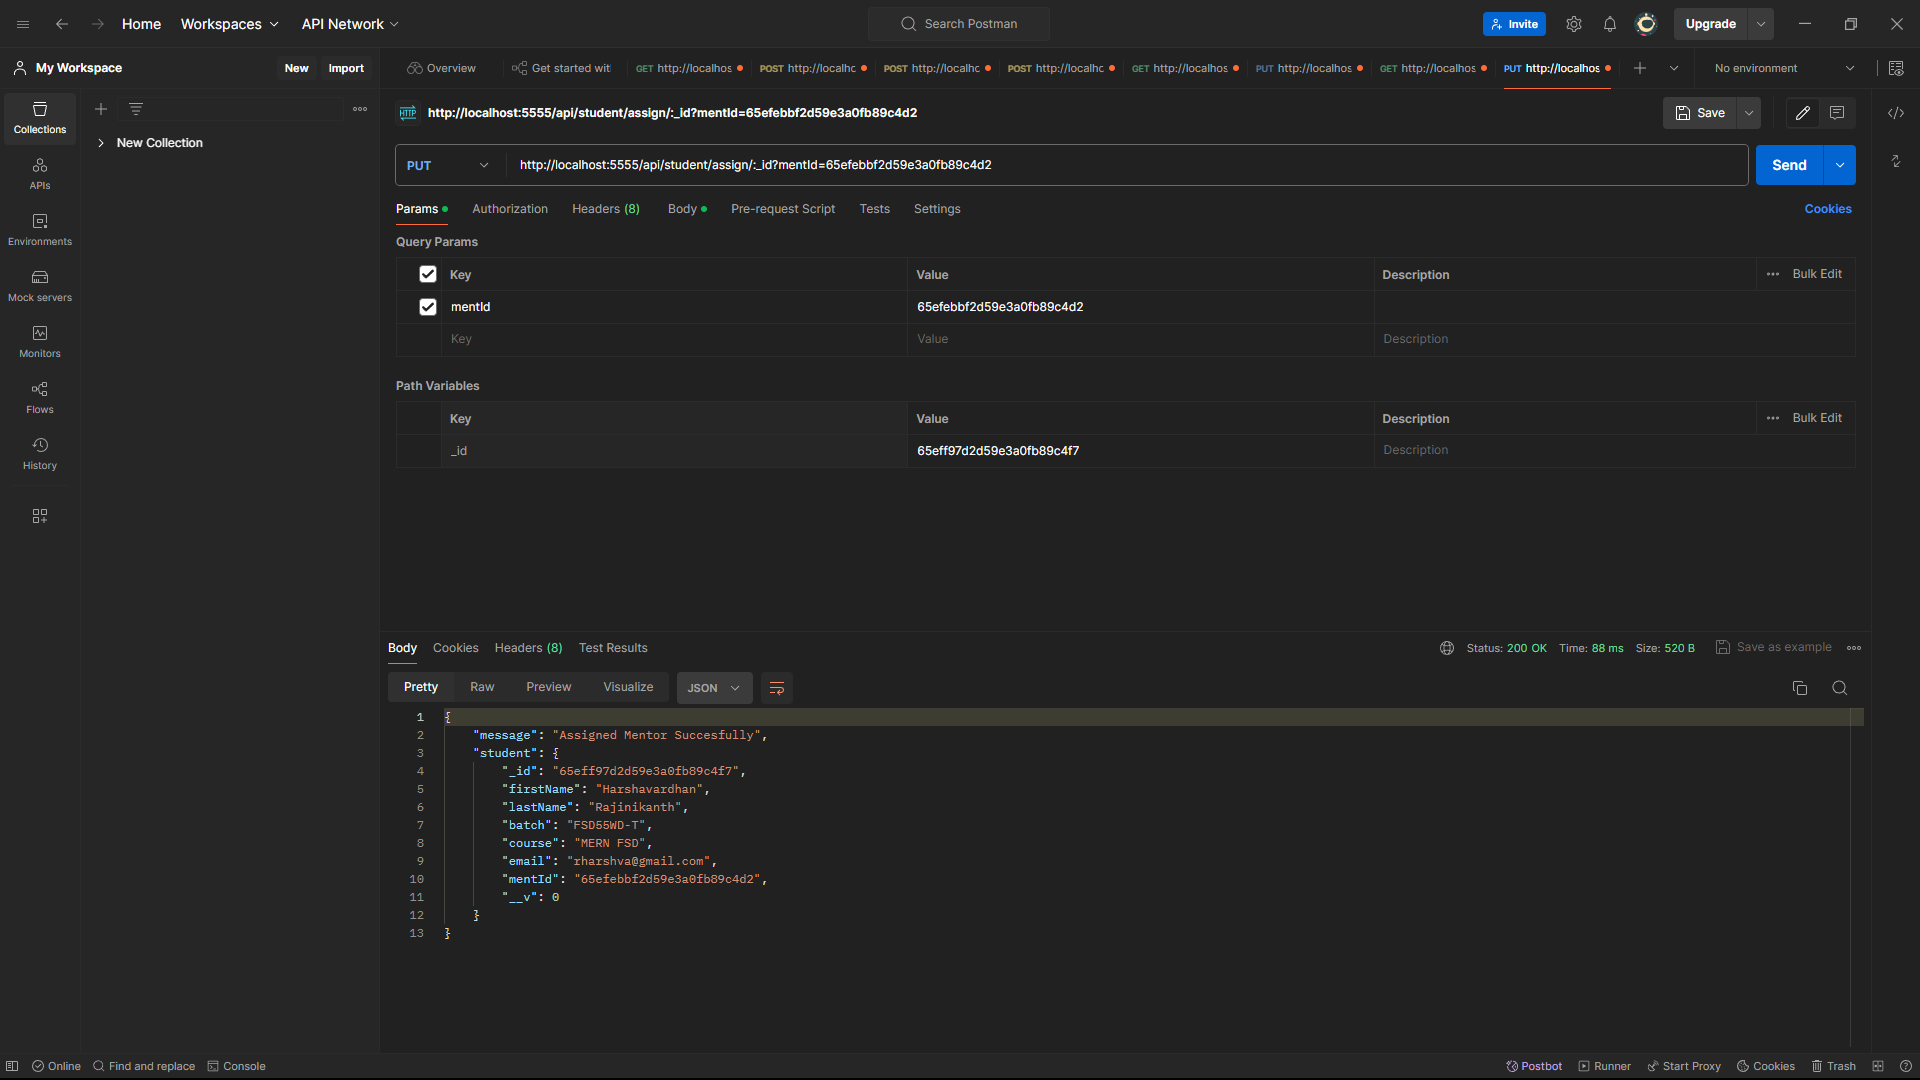 Home
Workspaces
API Network
Search Postman
Invite
Upgrade
My Workspace
New
Import
Overview
Get started wit
GET http://localhos
POST http://localhc
POST http://localhc
POST http://localhc
GET http://localhos
PUT http://localhos
GET http://localhos
PUT http://localhos
No environment
Collections
APIs
Environments
Mock servers
Monitors
Flows
History
New Collection
HTTP http://localhost:5555/api/student/assign/:_id?mentId=65efebbf2d59e3a0fb89c4d2
Save
PUT
http://localhost:5555/api/student/assign/:_id?mentId=65efebbf2d59e3a0fb89c4d2
Send
Params
Authorization
Headers (8)
Body
Pre-request Script
Tests
Settings
Cookies
Query Params
Key Value Description Bulk Edit
mentId 65efebbf2d59e3a0fb89c4d2
Key Value Description
Path Variables
Key Value Description Bulk Edit
_id 65eff97d2d59e3a0fb89c4f7 Description
Body Cookies Headers (8) Test Results
Status: 200 OK Time: 88 ms Size: 520 B
Save as example
Pretty Raw Preview Visualize JSON
1 {
2 "message": "Assigned Mentor Succesfully",
3 "student": {
4 "_id": "65eff97d2d59e3a0fb89c4f7",
5 "firstName": "Harshavardhan",
6 "lastName": "Rajinikanth",
7 "batch": "FSD55WD-T",
8 "course": "MERN FSD",
9 "email": "rharshva@gmail.com",
10 "mentId": "65efebbf2d59e3a0fb89c4d2",
11 "__v": 0
12 }
13 }
Online
Find and replace
Console
Postbot
Runner
Start Proxy
Cookies
Trash